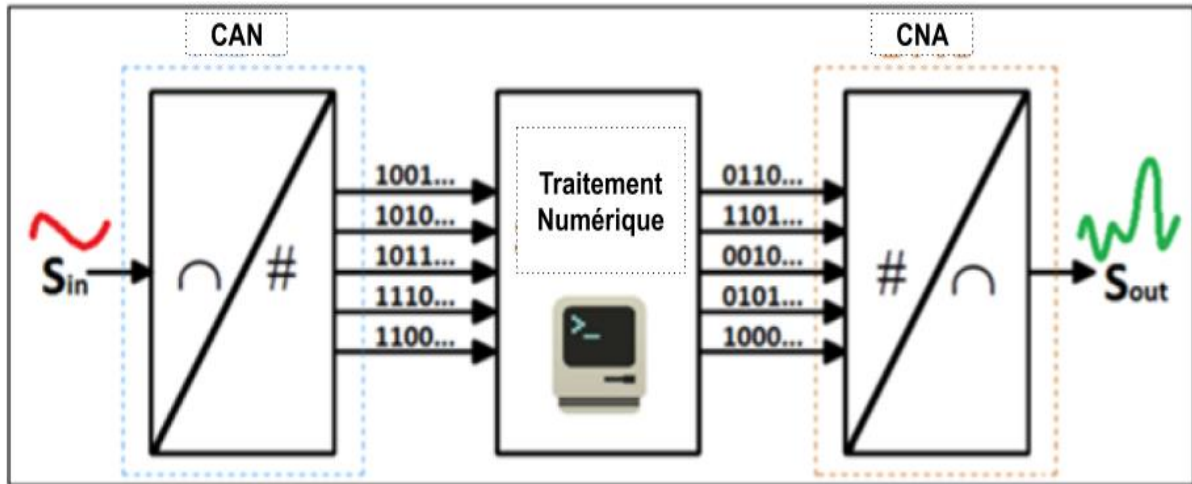 CAN
CNA
Traitement
Numérique
1001...
1010...
1011...
1110...
1100...
0110...
1101...
0010...
0101...
1000...
Sin
∩ #
>_
# ∩
Sout